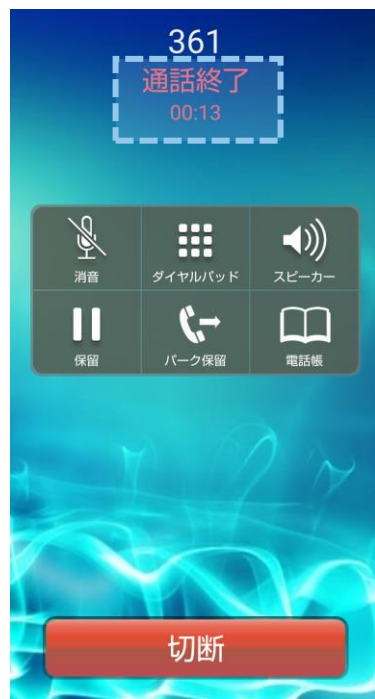 361
通話終了
00:13
消音
ダイヤルパッド
スピーカー
保留
パーク保留
電話帳
切断